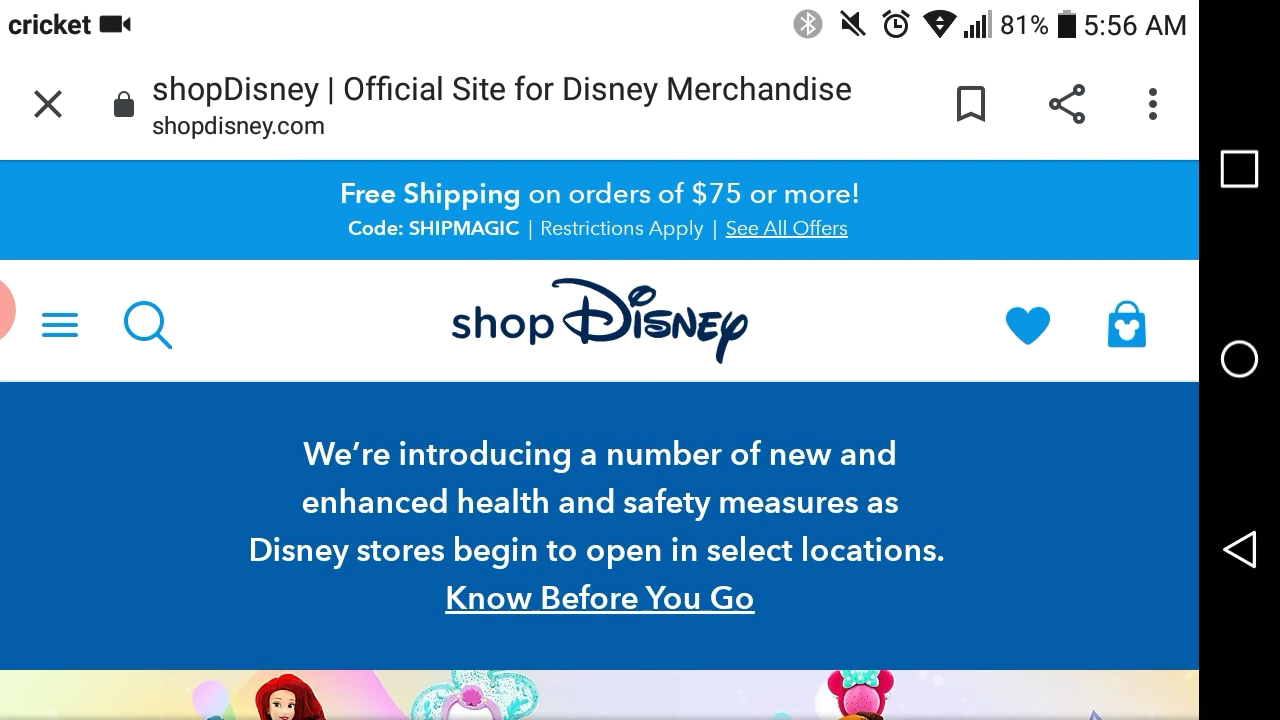 cricket 81% 5:56 AM
shopDisney | Official Site for Disney Merchandise
shopdisney.com
Free Shipping on orders of $75 or more!
Code: SHIPMAGIC | Restrictions Apply | See All Offers
shop Disney
We’re introducing a number of new and
enhanced health and safety measures as
Disney stores begin to open in select locations.
Know Before You Go